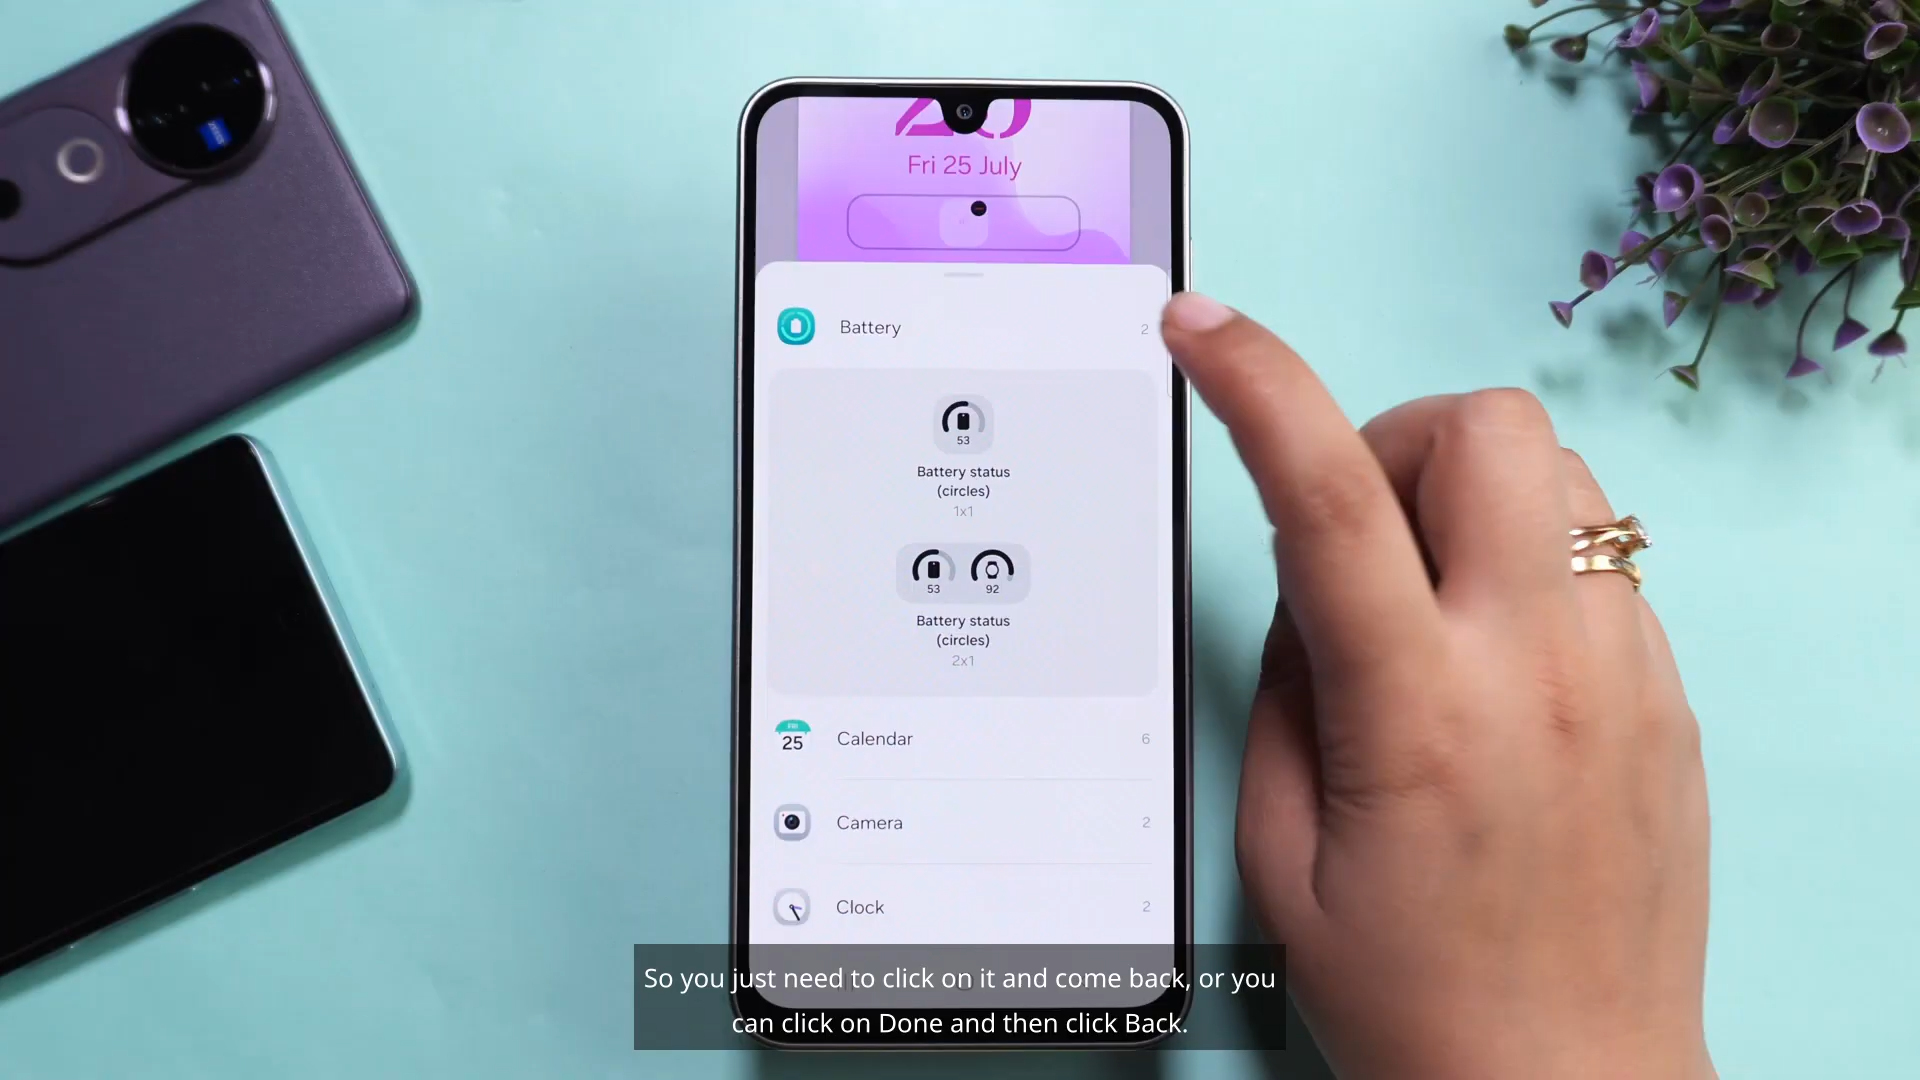 ZEISS
Fri 25 July
Battery
2
53
Battery status
(circles)
1x1
53
92
Battery status
(circles)
2x1
FRI
25
Calendar
6
Camera
2
Clock
2
So you just need to click on it and come back, or you
can click on Done and then click Back.